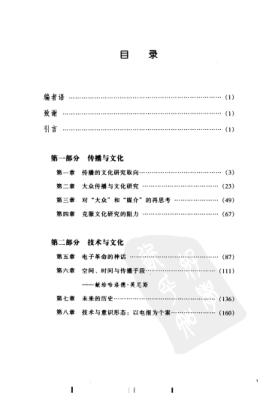 目 录
编者语 …………………………………… (1)
致谢 …………………………………… (1)
引言 …………………………………… (1)
第一部分 传播与文化
第一章 传播的文化研究取向 …………………… (3)
第二章 大众传播与文化研究 …………………… (23)
第三章 对“大众”和“媒介”的再思考 …………………… (49)
第四章 克服文化研究的阻力 …………………… (67)
第二部分 技术与文化
第五章 电子革命的神话 …………………… (87)
第六章 空间、时间与传播手段 …………………… (111)
——献给哈洛德·英尼斯
第七章 未来的历史 …………………… (136)
第八章 技术与意识形态:以电报为个案 …………………… (160)